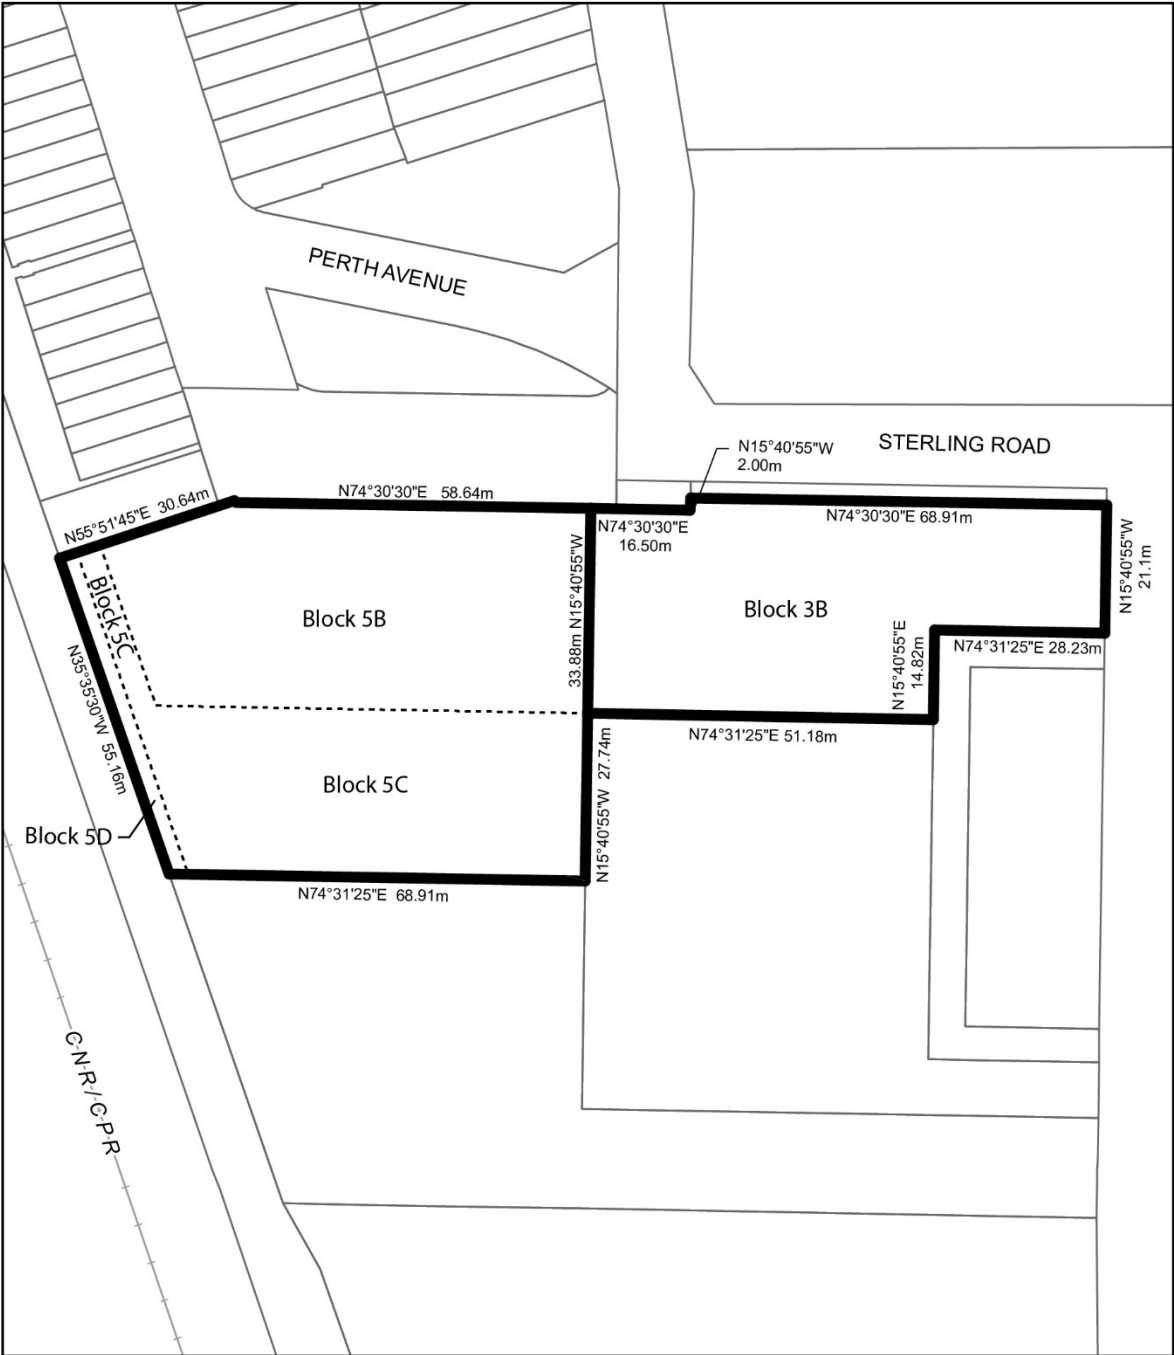 PERTH AVENUE
STERLING ROAD
N15°40'55"W
2.00m
N55°51'45"E 30.64m
N74°30'30"E 58.64m
N74°30'30"E
16.50m
N74°30'30"E 68.91m
N15°40'55"W
21.1m
33.88m N15°40'55"W
Block 5C
Block 5B
Block 3B
N15°40'55"E
14.82m
N74°31'25"E 28.23m
N35°35'30"W 55.16m
N74°31'25"E 51.18m
N15°40'55"W 27.74m
Block 5C
Block 5D
N74°31'25"E 68.91m
C-N-R-/-C-P-R